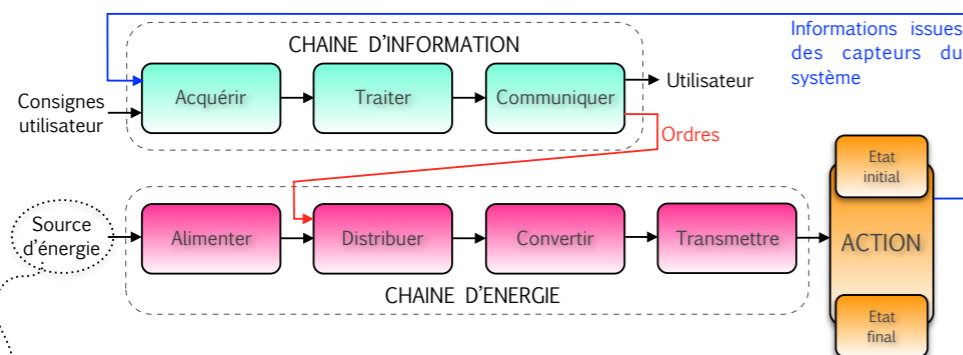 CHAINE D'INFORMATION
Informations issues
des capteurs du
système
Acquérir
Traiter
Communiquer
Utilisateur
Consignes
utilisateur
Ordres
Etat
initial
Source
d'énergie
Alimenter
Distribuer
Convertir
Transmettre
ACTION
CHAINE D'ENERGIE
Etat
final